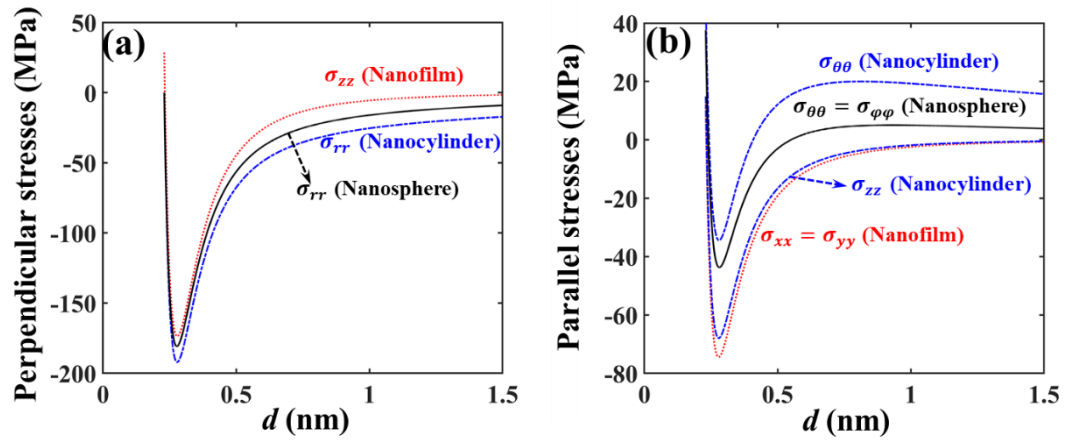 (a)
Perpendicular stresses (MPa)
50
0
-50
-100
-150
-200
σzz (Nanofilm)
σrr (Nanocylinder)
σrr (Nanosphere)
0
0.5
1
1.5
d (nm)
(b)
Parallel stresses (MPa)
40
20
0
-20
-40
-60
-80
σθθ (Nanocylinder)
σθθ = σφφ (Nanosphere)
σzz (Nanocylinder)
σxx = σyy (Nanofilm)
0
0.5
1
1.5
d (nm)